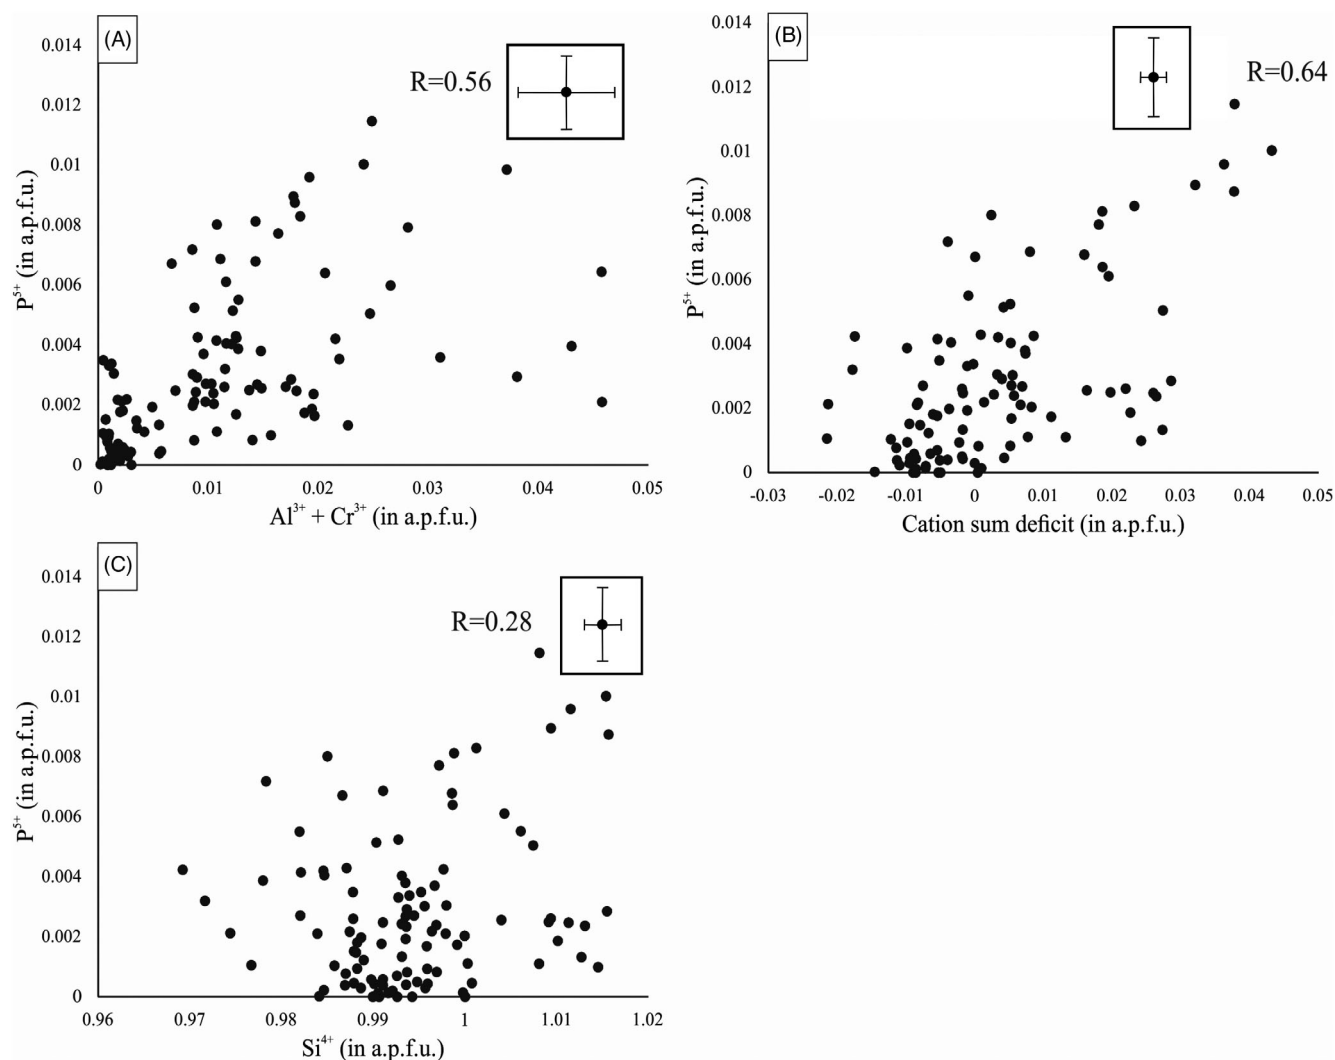 (A)
R=0.56
0.014
0.012
0.01
0.008
0.006
0.004
0.002
0
P⁵⁺ (in a.p.f.u.)
0 0.01 0.02 0.03 0.04 0.05
Al³⁺ + Cr³⁺ (in a.p.f.u.)
(B)
R=0.64
0.014
0.012
0.01
0.008
0.006
0.004
0.002
0
P⁵⁺ (in a.p.f.u.)
-0.03 -0.02 -0.01 0 0.01 0.02 0.03 0.04 0.05
Cation sum deficit (in a.p.f.u.)
(C)
R=0.28
0.014
0.012
0.01
0.008
0.006
0.004
0.002
0
P⁵⁺ (in a.p.f.u.)
0.96 0.97 0.98 0.99 1 1.01 1.02
Si⁴⁺ (in a.p.f.u.)